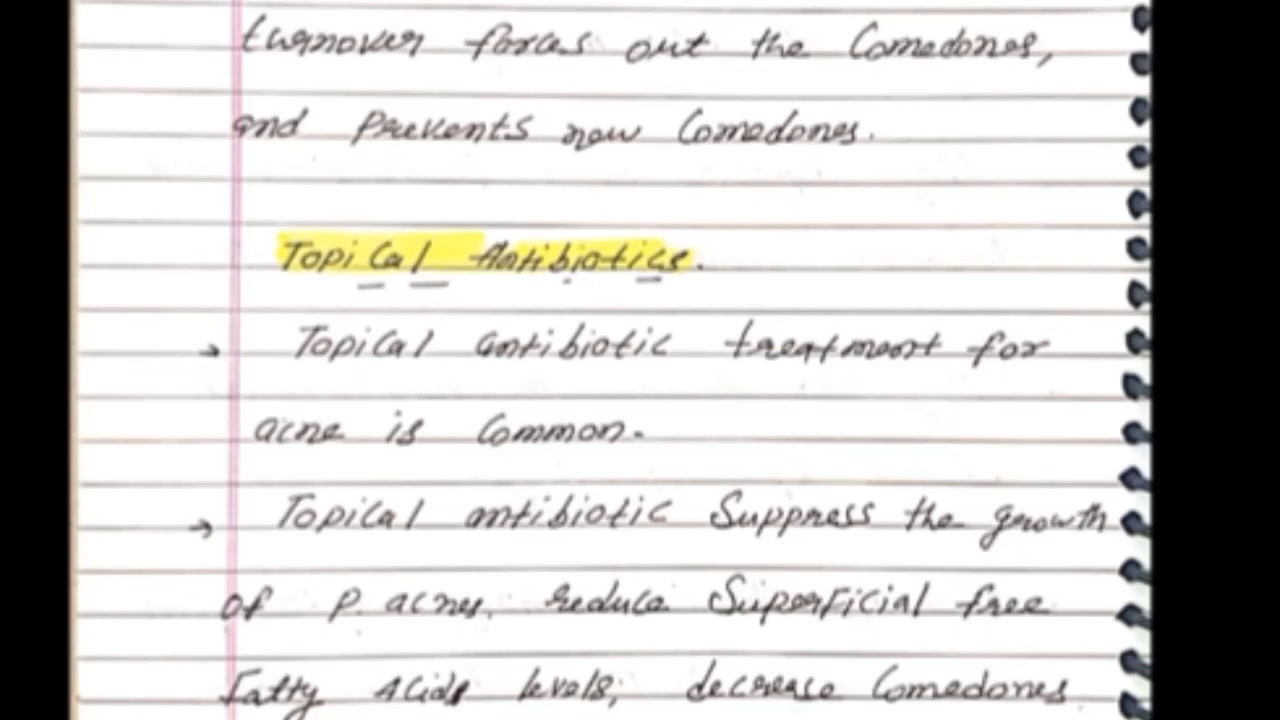 turnover forces out the Comedones,
and Prevents new Comedones.
Topical Antibiotics.
→ Topical antibiotic treatment for
acne is Common.
→ Topical antibiotic Suppress the growth
of P. acnes. reduce Superficial free
fatty acids levels, decrease Comedones